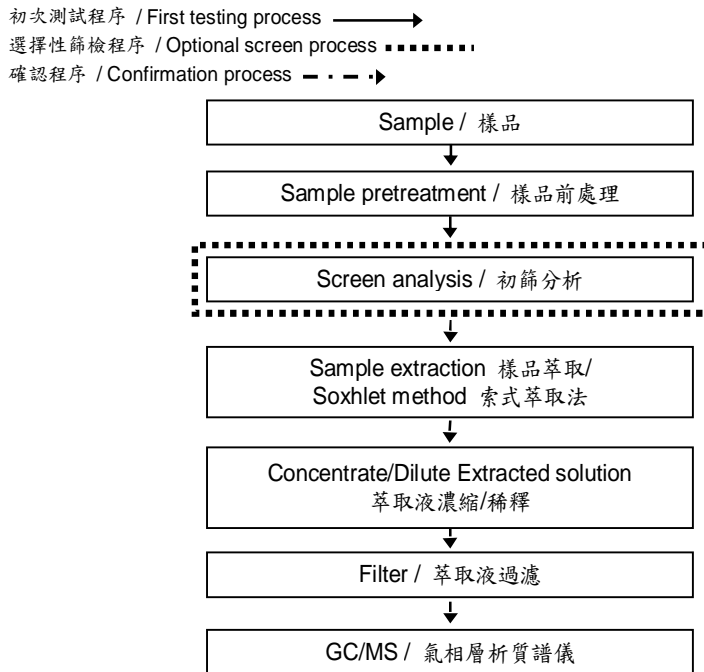 初次測試程序 / First testing process
選擇性篩檢程序 / Optional screen process
確認程序 / Confirmation process
Sample / 樣品
Sample pretreatment / 樣品前處理
Screen analysis / 初篩分析
Sample extraction 樣品萃取/
Soxhlet method 索式萃取法
Concentrate/Dilute Extracted solution
萃取液濃縮/稀釋
Filter / 萃取液過濾
GC/MS / 氣相層析質譜儀